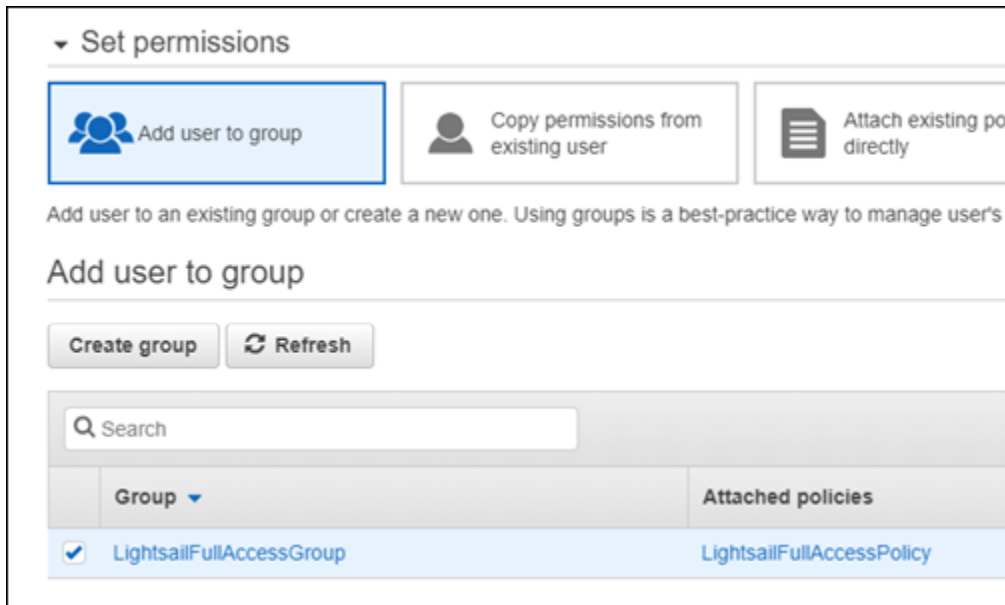 Set permissions
Add user to group
Copy permissions from
existing user
Attach existing
directly
Add user to an existing group or create a new one. Using groups is a best-practice way to manage user's
Add user to group
Create group
Refresh
Search
Group
Attached policies
LightsailFullAccessGroup
LightsailFullAccessPolicy